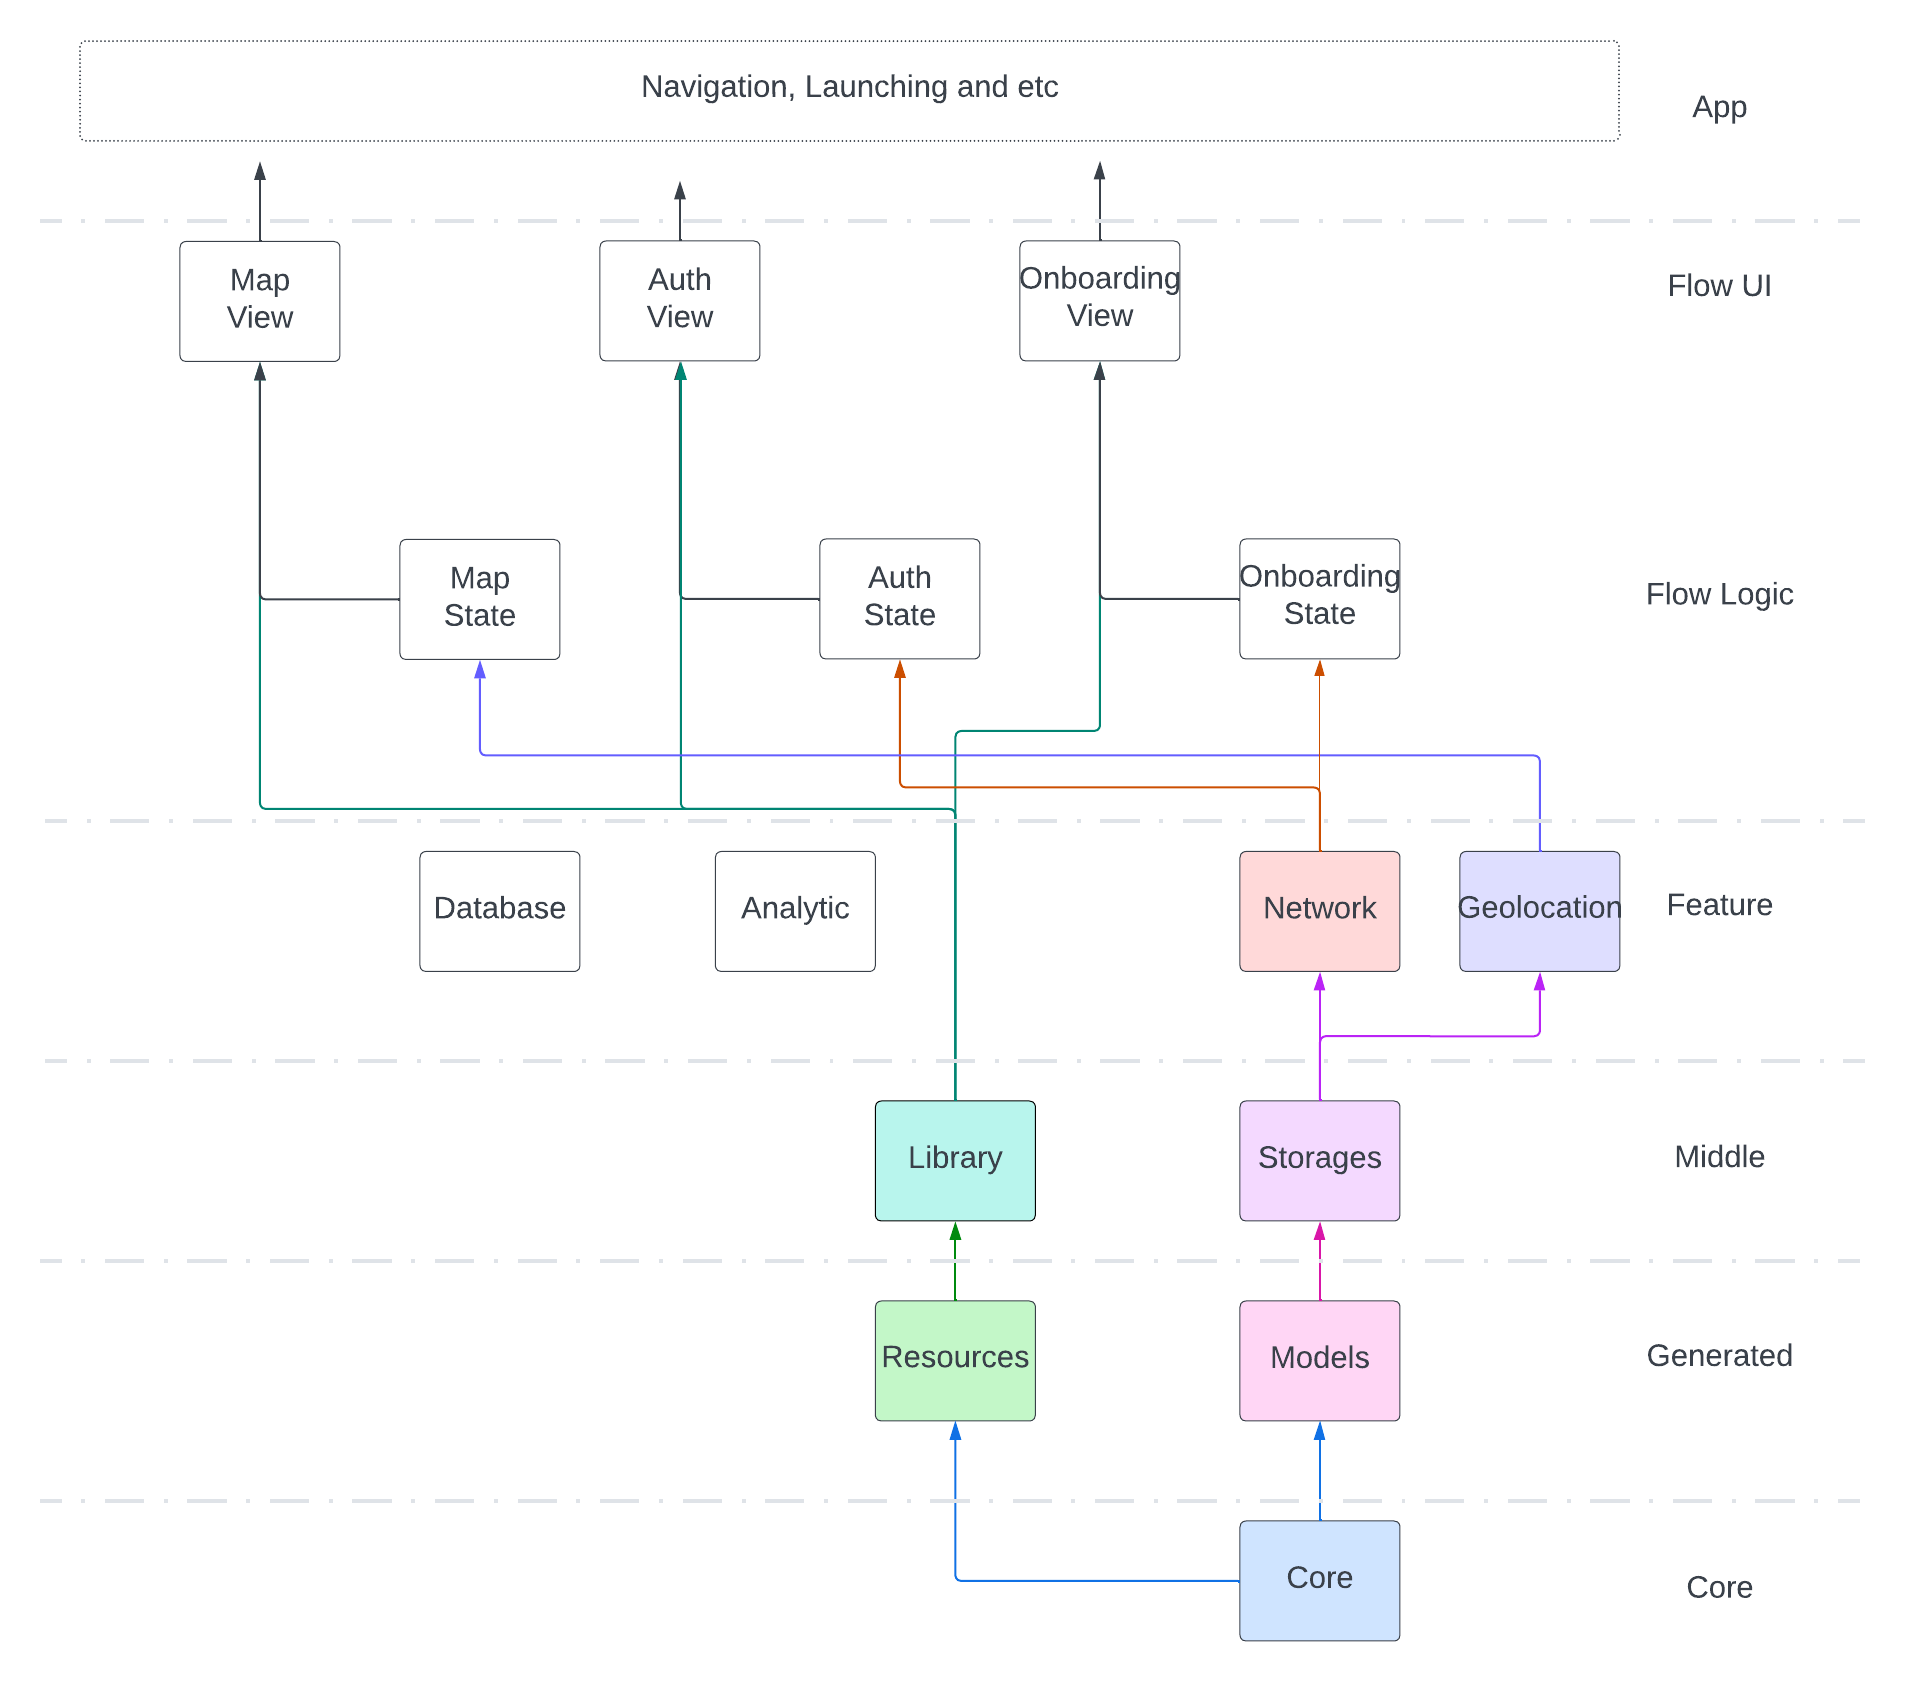 Navigation, Launching and etc
App
Map
View
Auth
View
Onboarding
View
Flow UI
Map
State
Auth
State
Onboarding
State
Flow Logic
Database
Analytic
Network
Geolocation
Feature
Library
Storages
Middle
Resources
Models
Generated
Core
Core